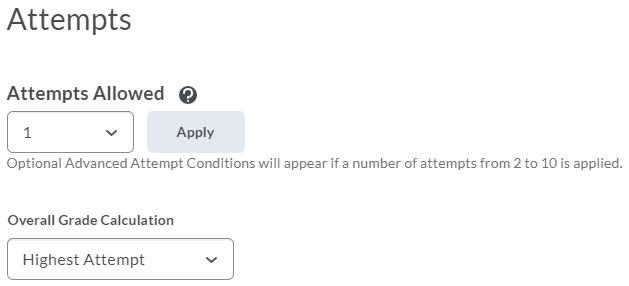 Attempts
Attempts Allowed ?
1
Apply
Optional Advanced Attempt Conditions will appear if a number of attempts from 2 to 10 is applied.
Overall Grade Calculation
Highest Attempt